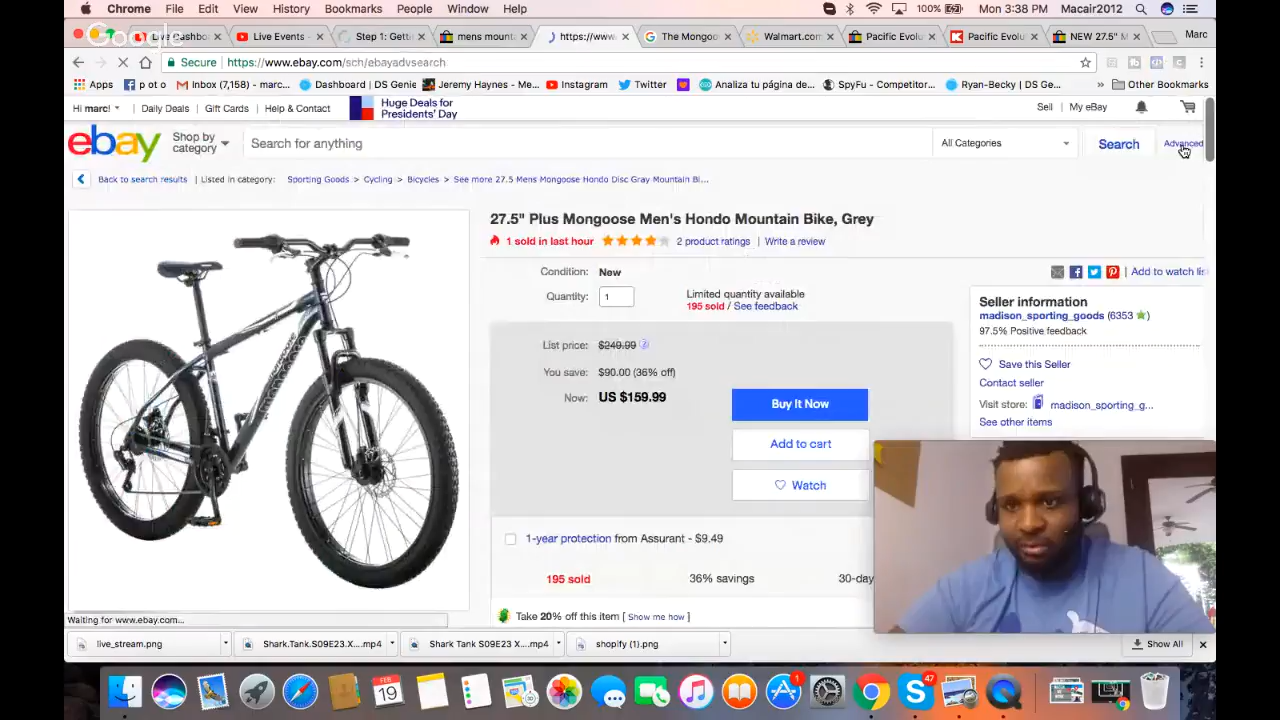 Chrome File Edit View History Bookmarks People Window Help 100% Mon 3:38 PM Macair2012
Google
Live Dashboa Live Events - Step 1: Getti mens mount https://www. The Mongoo Walmart.com Pacific Evolu Pacific Evolu NEW 27.5" M Marc
Secure https://www.ebay.com/sch/ebayadvsearch
Apps p ot o Inbox (7,158) - marc... Dashboard | DS Genie Jeremy Haynes - Me... Instagram Twitter Analiza tu página de... SpyFu - Competitor... Ryan-Becky | DS Ge... » Other Bookmarks
Hi marc! Daily Deals Gift Cards Help & Contact Huge Deals for
Presidents' Day
Sell My eBay
ebay Shop by
category
Search for anything All Categories Search Advanced
Back to search results | Listed in category: Sporting Goods > Cycling > Bicycles > See more 27.5 Mens Mongoose Hondo Disc Gray Mountain Bi...
27.5" Plus Mongoose Men's Hondo Mountain Bike, Grey
1 sold in last hour 2 product ratings | Write a review
Condition: New
Add to watch list
Quantity: 1 Limited quantity available
195 sold / See feedback
Seller information
madison_sporting_goods (6353)
97.5% Positive feedback
List price: $249.99
You save: $90.00 (36% off)
Now: US $159.99
Save this Seller
Contact seller
Visit store: madison_sporting_g...
See other items
Buy It Now
Add to cart
Watch
1-year protection from Assurant - $9.49
195 sold 36% savings 30-day
Take 20% off this item [ Show me how ]
Waiting for www.ebay.com...
live_stream.png Shark.Tank.S09E23.X....mp4 Shark Tank S09E23 X....mp4 shopify (1).png Show All
FEB
19
1
47